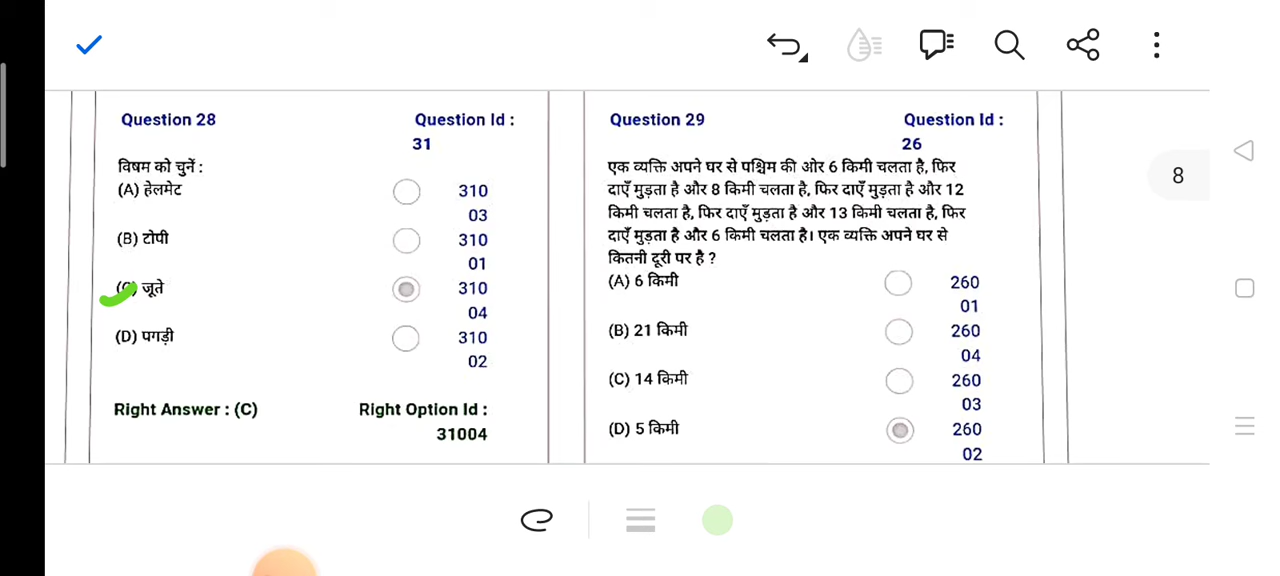 8
Question 28
Question Id :
31
विषम को चुनें :
(A) हेलमेट
310
03
(B) टोपी
310
01
(C) जूते
310
04
(D) पगड़ी
310
02
Right Answer : (C)
Right Option Id :
31004
Question 29
Question Id :
26
एक व्यक्ति अपने घर से पश्चिम की ओर 6 किमी चलता है, फिर
दाएँ मुड़ता है और 8 किमी चलता है, फिर दाएँ मुड़ता है और 12
किमी चलता है, फिर दाएँ मुड़ता है और 13 किमी चलता है, फिर
दाएँ मुड़ता है और 6 किमी चलता है। एक व्यक्ति अपने घर से
कितनी दूरी पर है ?
(A) 6 किमी
260
01
(B) 21 किमी
260
04
(C) 14 किमी
260
03
(D) 5 किमी
260
02